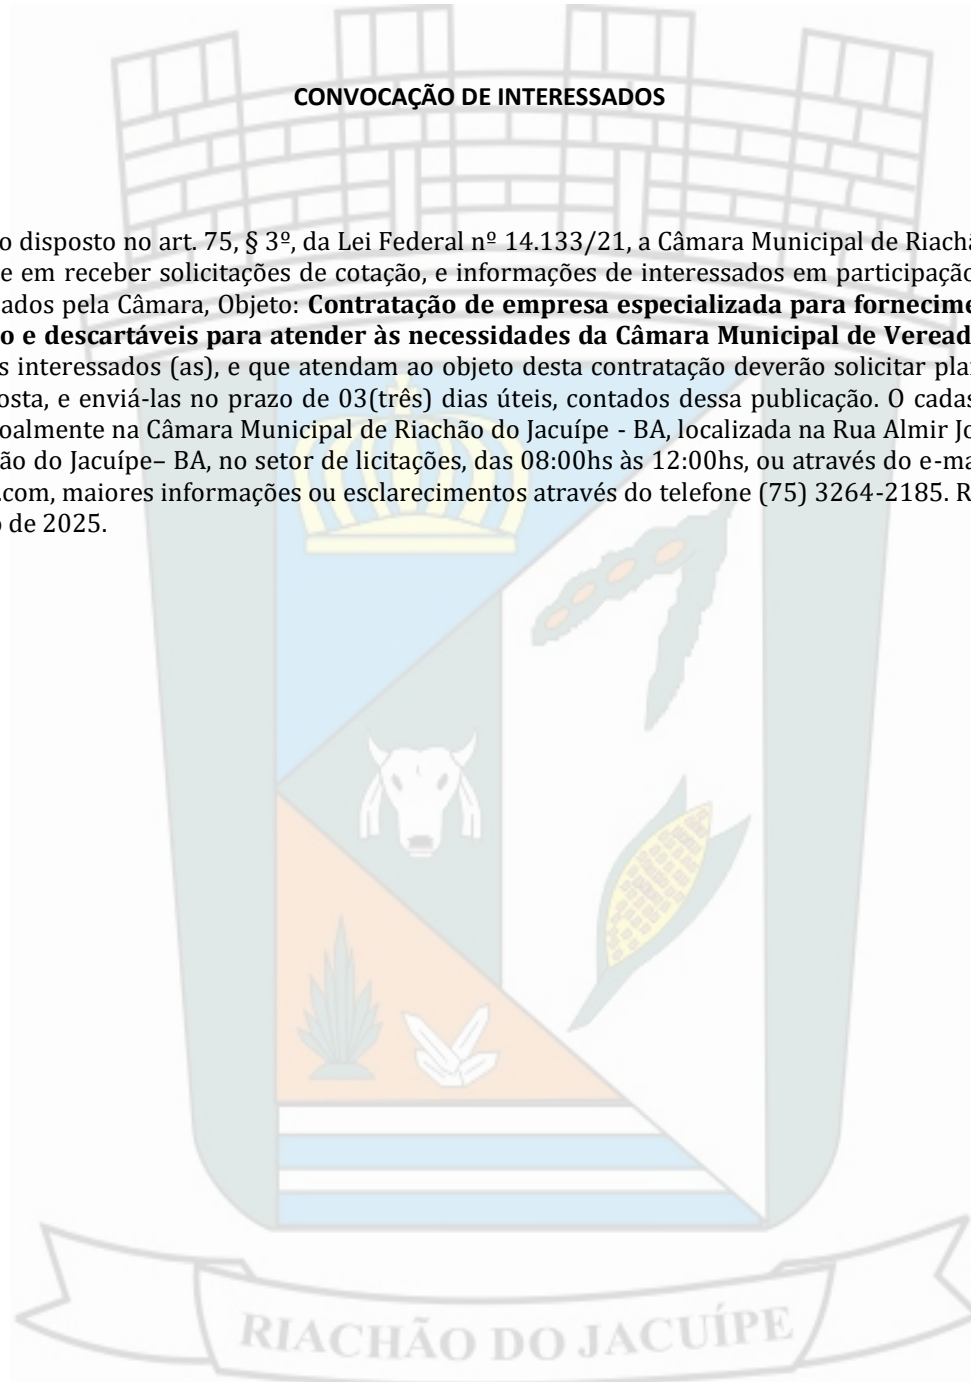 CONVOCAÇÃO DE INTERESSADOS
o disposto no art. 75, § 3º, da Lei Federal nº 14.133/21, a Câmara Municipal de Riachã
e em receber solicitações de cotação, e informações de interessados em participação
ados pela Câmara, Objeto: Contratação de empresa especializada para fornecime
o e descartáveis para atender às necessidades da Câmara Municipal de Veread
s interessados (as), e que atendam ao objeto desta contratação deverão solicitar plan
osta, e enviá-las no prazo de 03(três) dias úteis, contados dessa publicação. O cadas
oalmente na Câmara Municipal de Riachão do Jacuípe - BA, localizada na Rua Almir Jo
ão do Jacuípe– BA, no setor de licitações, das 08:00hs às 12:00hs, ou através do e-ma
.com, maiores informações ou esclarecimentos através do telefone (75) 3264-2185. R
o de 2025.
RIACHÃO DO JACUÍPE